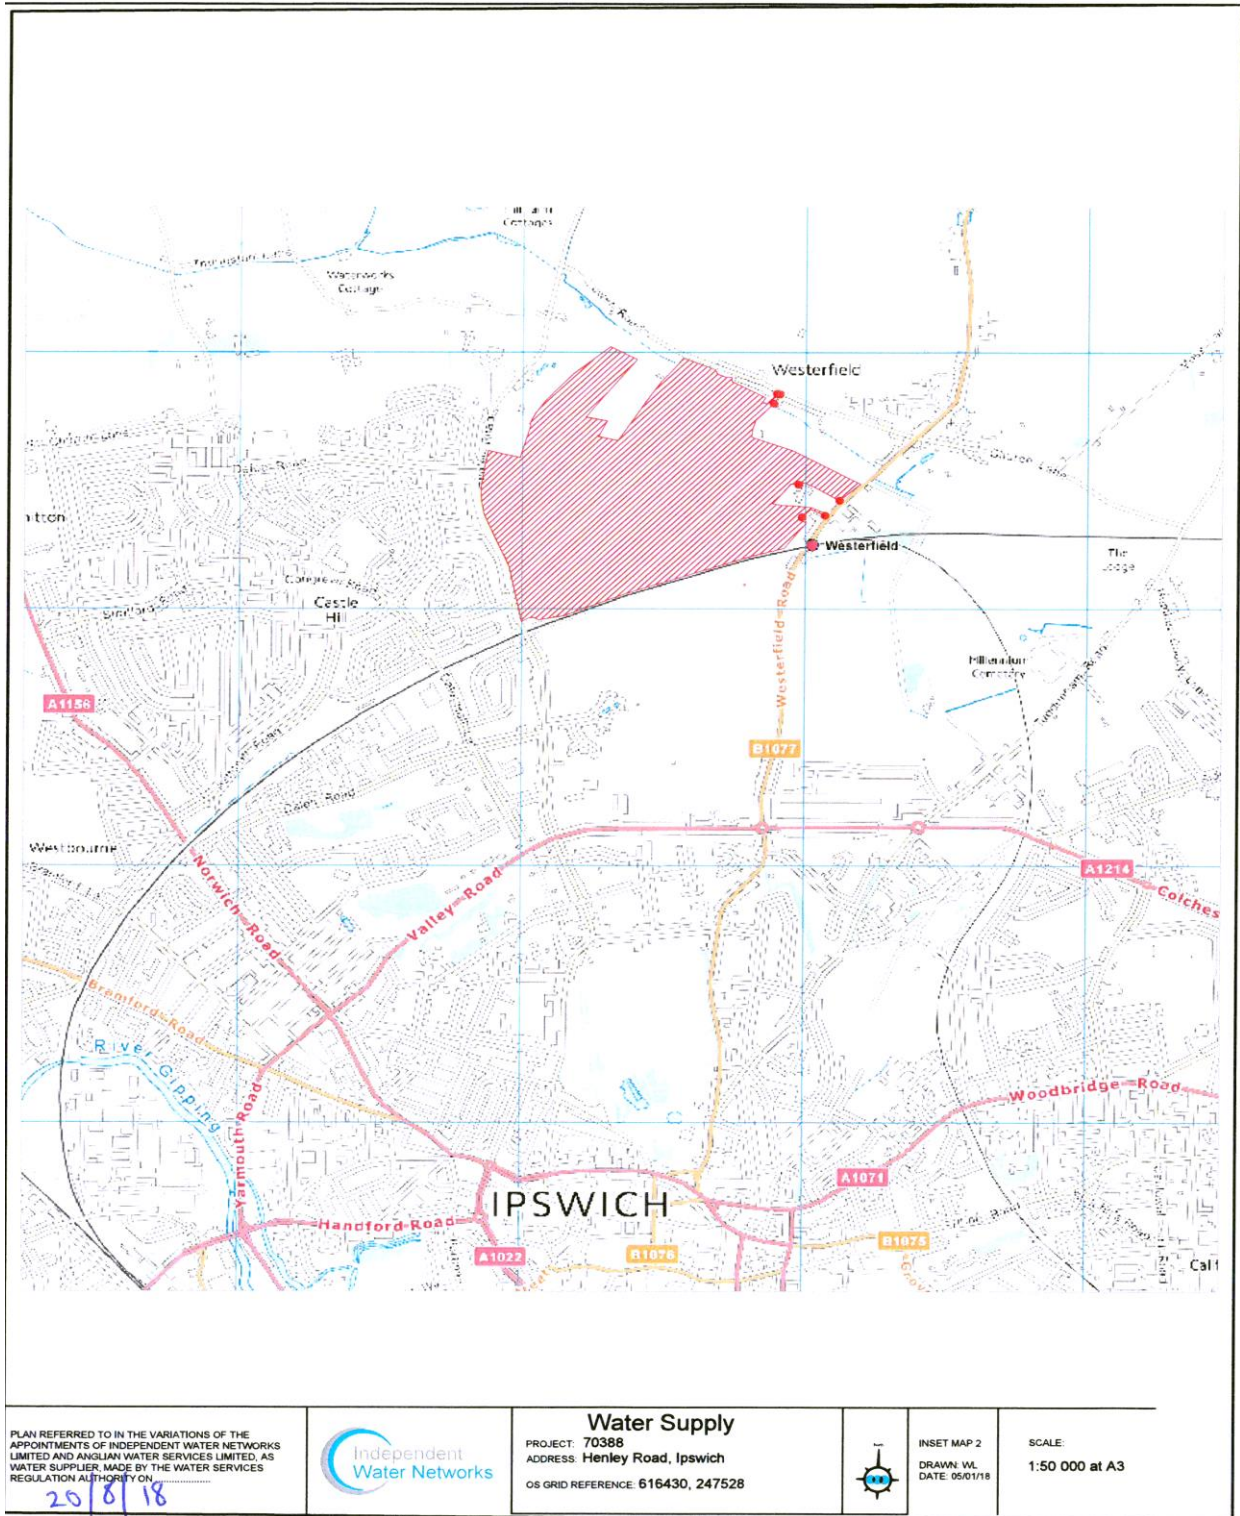 Cottages
Waterworks
Cottage
Lower Road
Westerfield
Church Lane
Westerfield
The
Lodge
Castle
Hill
A1156
Millennium
Cemetery
Westerfield Road
B1077
Westbourne
Norwich Road
Valley Road
A1214
Colches
Bramford Road
River Gipping
Yarmouth Road
Woodbridge Road
A1071
IPSWICH
Handford Road
A1022
B1076
B1075
Calif
PLAN REFERRED TO IN THE VARIATIONS OF THE
APPOINTMENTS OF INDEPENDENT WATER NETWORKS
LIMITED AND ANGLIAN WATER SERVICES LIMITED, AS
WATER SUPPLIER, MADE BY THE WATER SERVICES
REGULATION AUTHORITY ON ..............
20/8/18
Independent
Water Networks
Water Supply
PROJECT: 70388
ADDRESS: Henley Road, Ipswich
OS GRID REFERENCE: 616430, 247528
INSET MAP 2
DRAWN: WL
DATE: 05/01/18
SCALE:
1:50 000 at A3